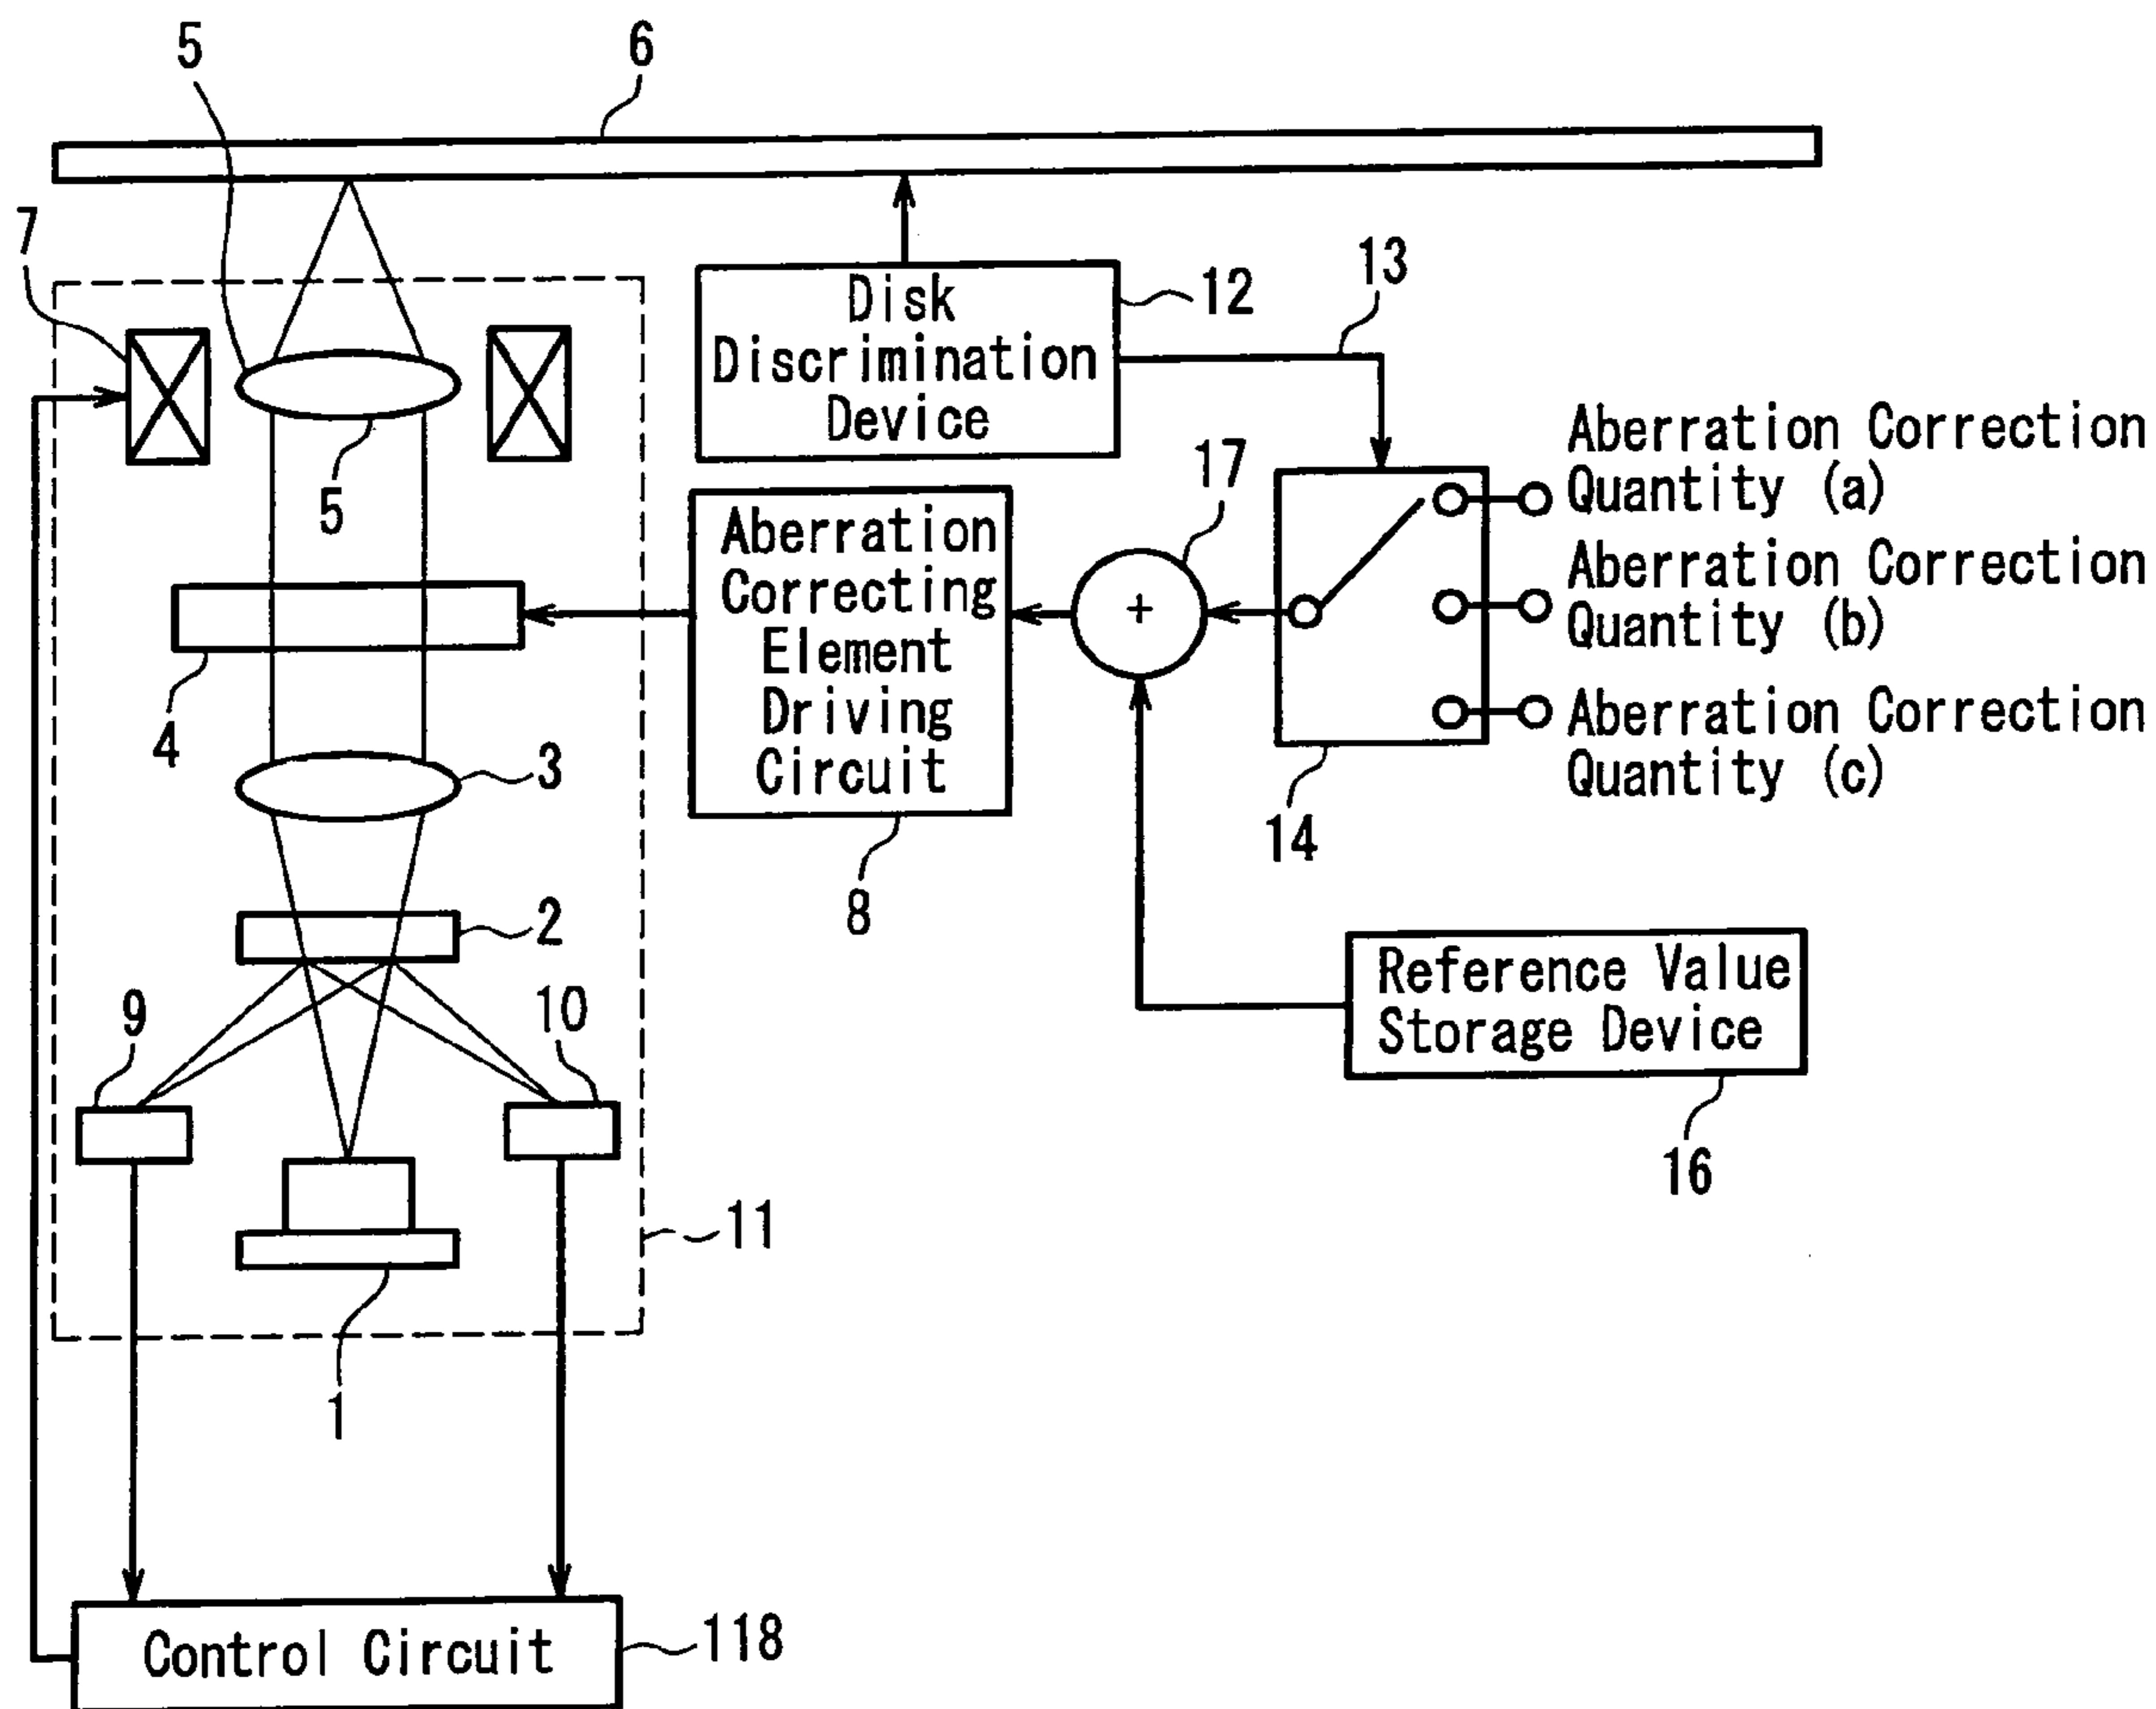 5
6
7
Disk
Discrimination
Device
12
13
5
Aberration Correction
Quantity (a)
17
Aberration
Correcting
Element
Driving
Circuit
+
Aberration Correction
Quantity (b)
4
3
Aberration Correction
Quantity (c)
14
8
2
Reference Value
Storage Device
9
10
16
11
1
Control Circuit
118